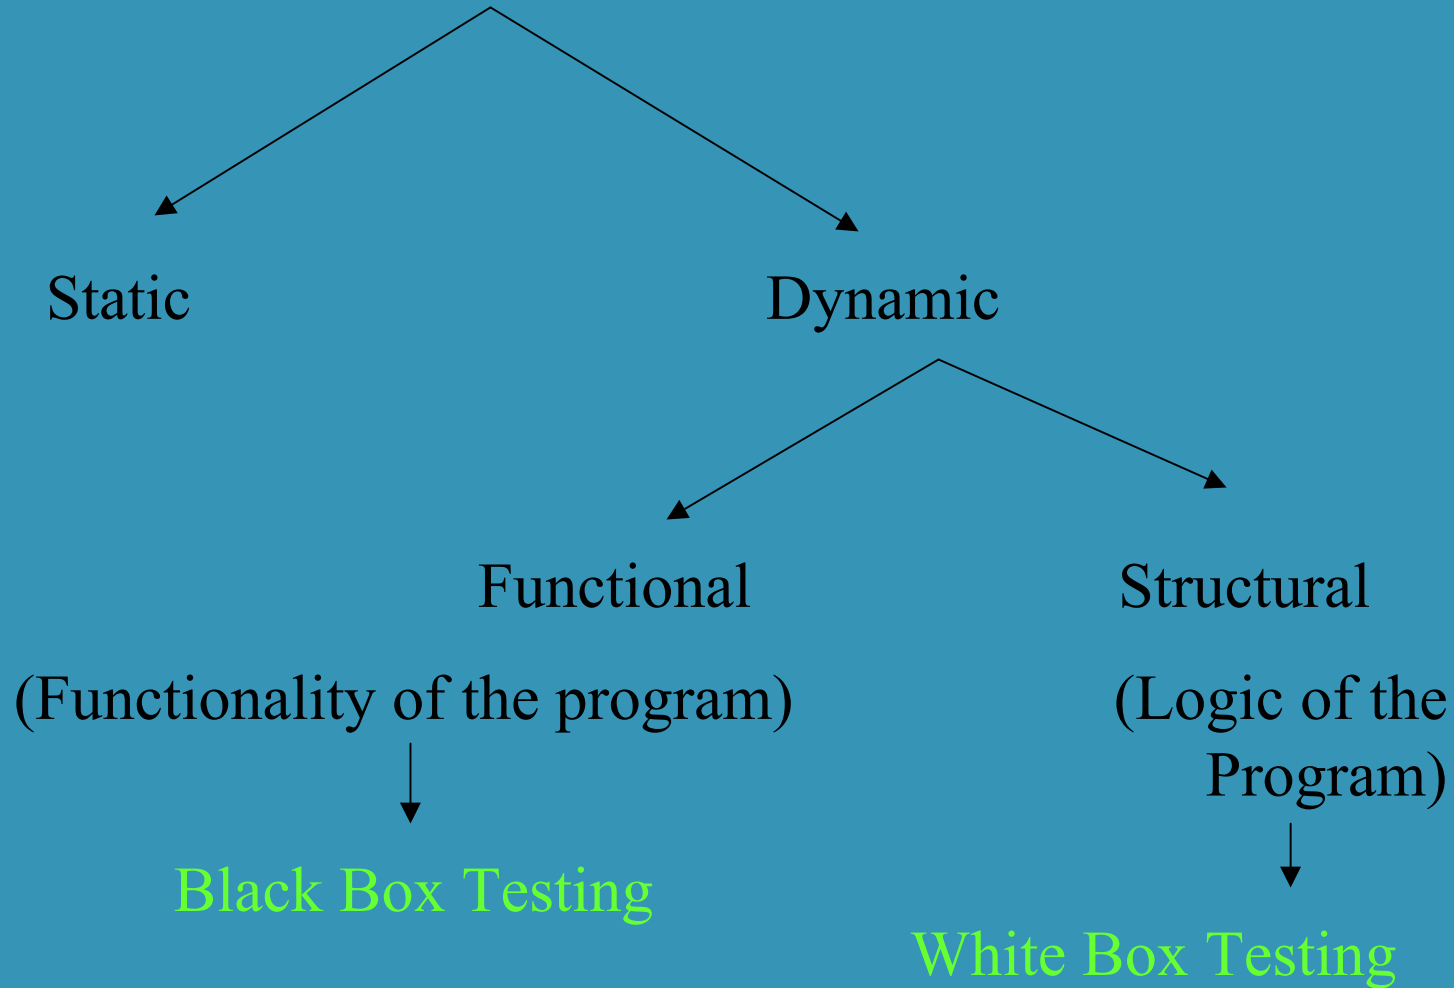 Static
Dynamic
Functional
Structural
(Functionality of the program)
(Logic of the
Program)
Black Box Testing
White Box Testing